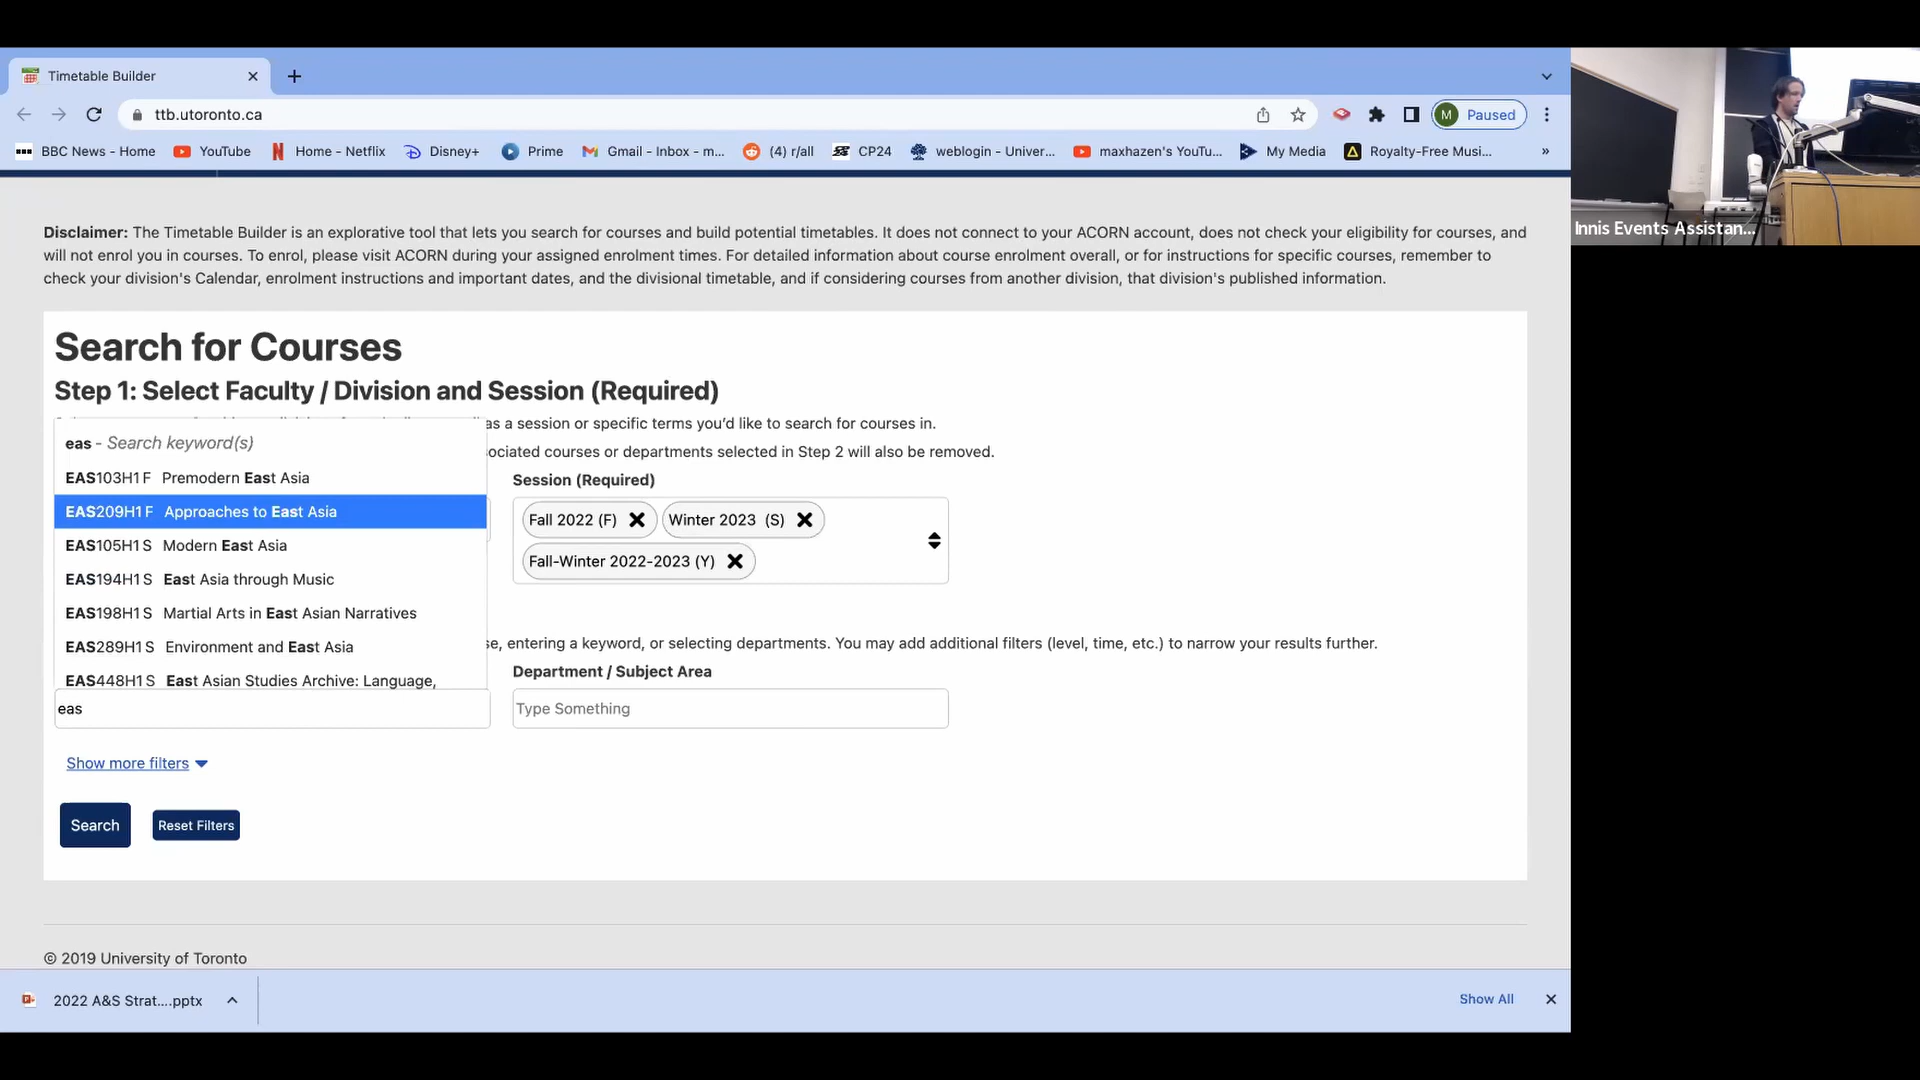 Timetable Builder
ttb.utoronto.ca
M Paused
BBC News - Home
YouTube
Home - Netflix
Disney+
Prime
Gmail - Inbox - m...
(4) r/all
CP24
weblogin - Univer...
maxhazen's YouTu...
My Media
Royalty-Free Musi...
»
Innis Events Assistan...
Disclaimer: The Timetable Builder is an explorative tool that lets you search for courses and build potential timetables. It does not connect to your ACORN account, does not check your eligibility for courses, and
will not enrol you in courses. To enrol, please visit ACORN during your assigned enrolment times. For detailed information about course enrolment overall, or for instructions for specific courses, remember to
check your division's Calendar, enrolment instructions and important dates, and the divisional timetable, and if considering courses from another division, that division's published information.
Search for Courses
Step 1: Select Faculty / Division and Session (Required)
as a session or specific terms you'd like to search for courses in.
ociated courses or departments selected in Step 2 will also be removed.
eas - Search keyword(s)
EAS103H1 F Premodern East Asia
EAS209H1 F Approaches to East Asia
EAS105H1 S Modern East Asia
EAS194H1 S East Asia through Music
EAS198H1 S Martial Arts in East Asian Narratives
EAS289H1 S Environment and East Asia
EAS448H1 S East Asian Studies Archive: Language,
eas
Session (Required)
Fall 2022 (F)
Winter 2023 (S)
Fall-Winter 2022-2023 (Y)
se, entering a keyword, or selecting departments. You may add additional filters (level, time, etc.) to narrow your results further.
Department / Subject Area
Type Something
Show more filters
Search
Reset Filters
© 2019 University of Toronto
2022 A&S Strat....pptx
Show All